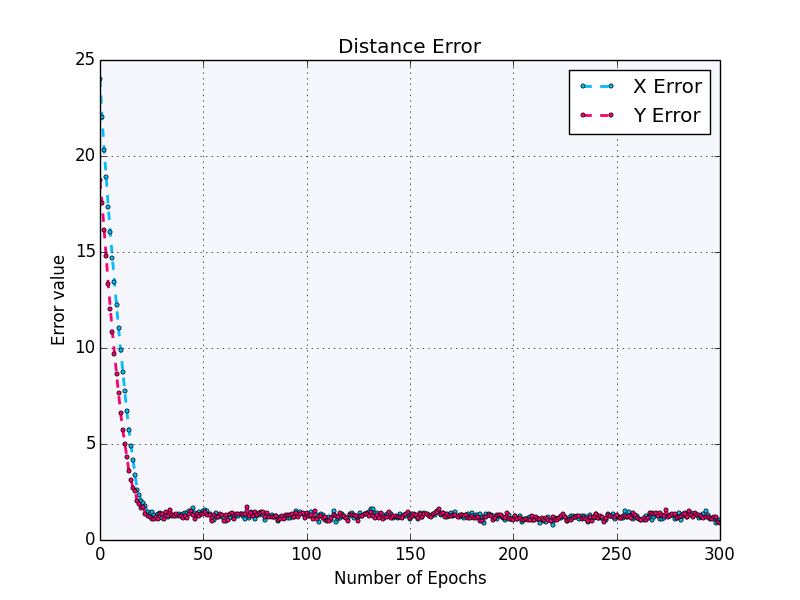 Distance Error
X Error
Y Error
Error value
25
20
15
10
5
0
0 50 100 150 200 250 300
Number of Epochs